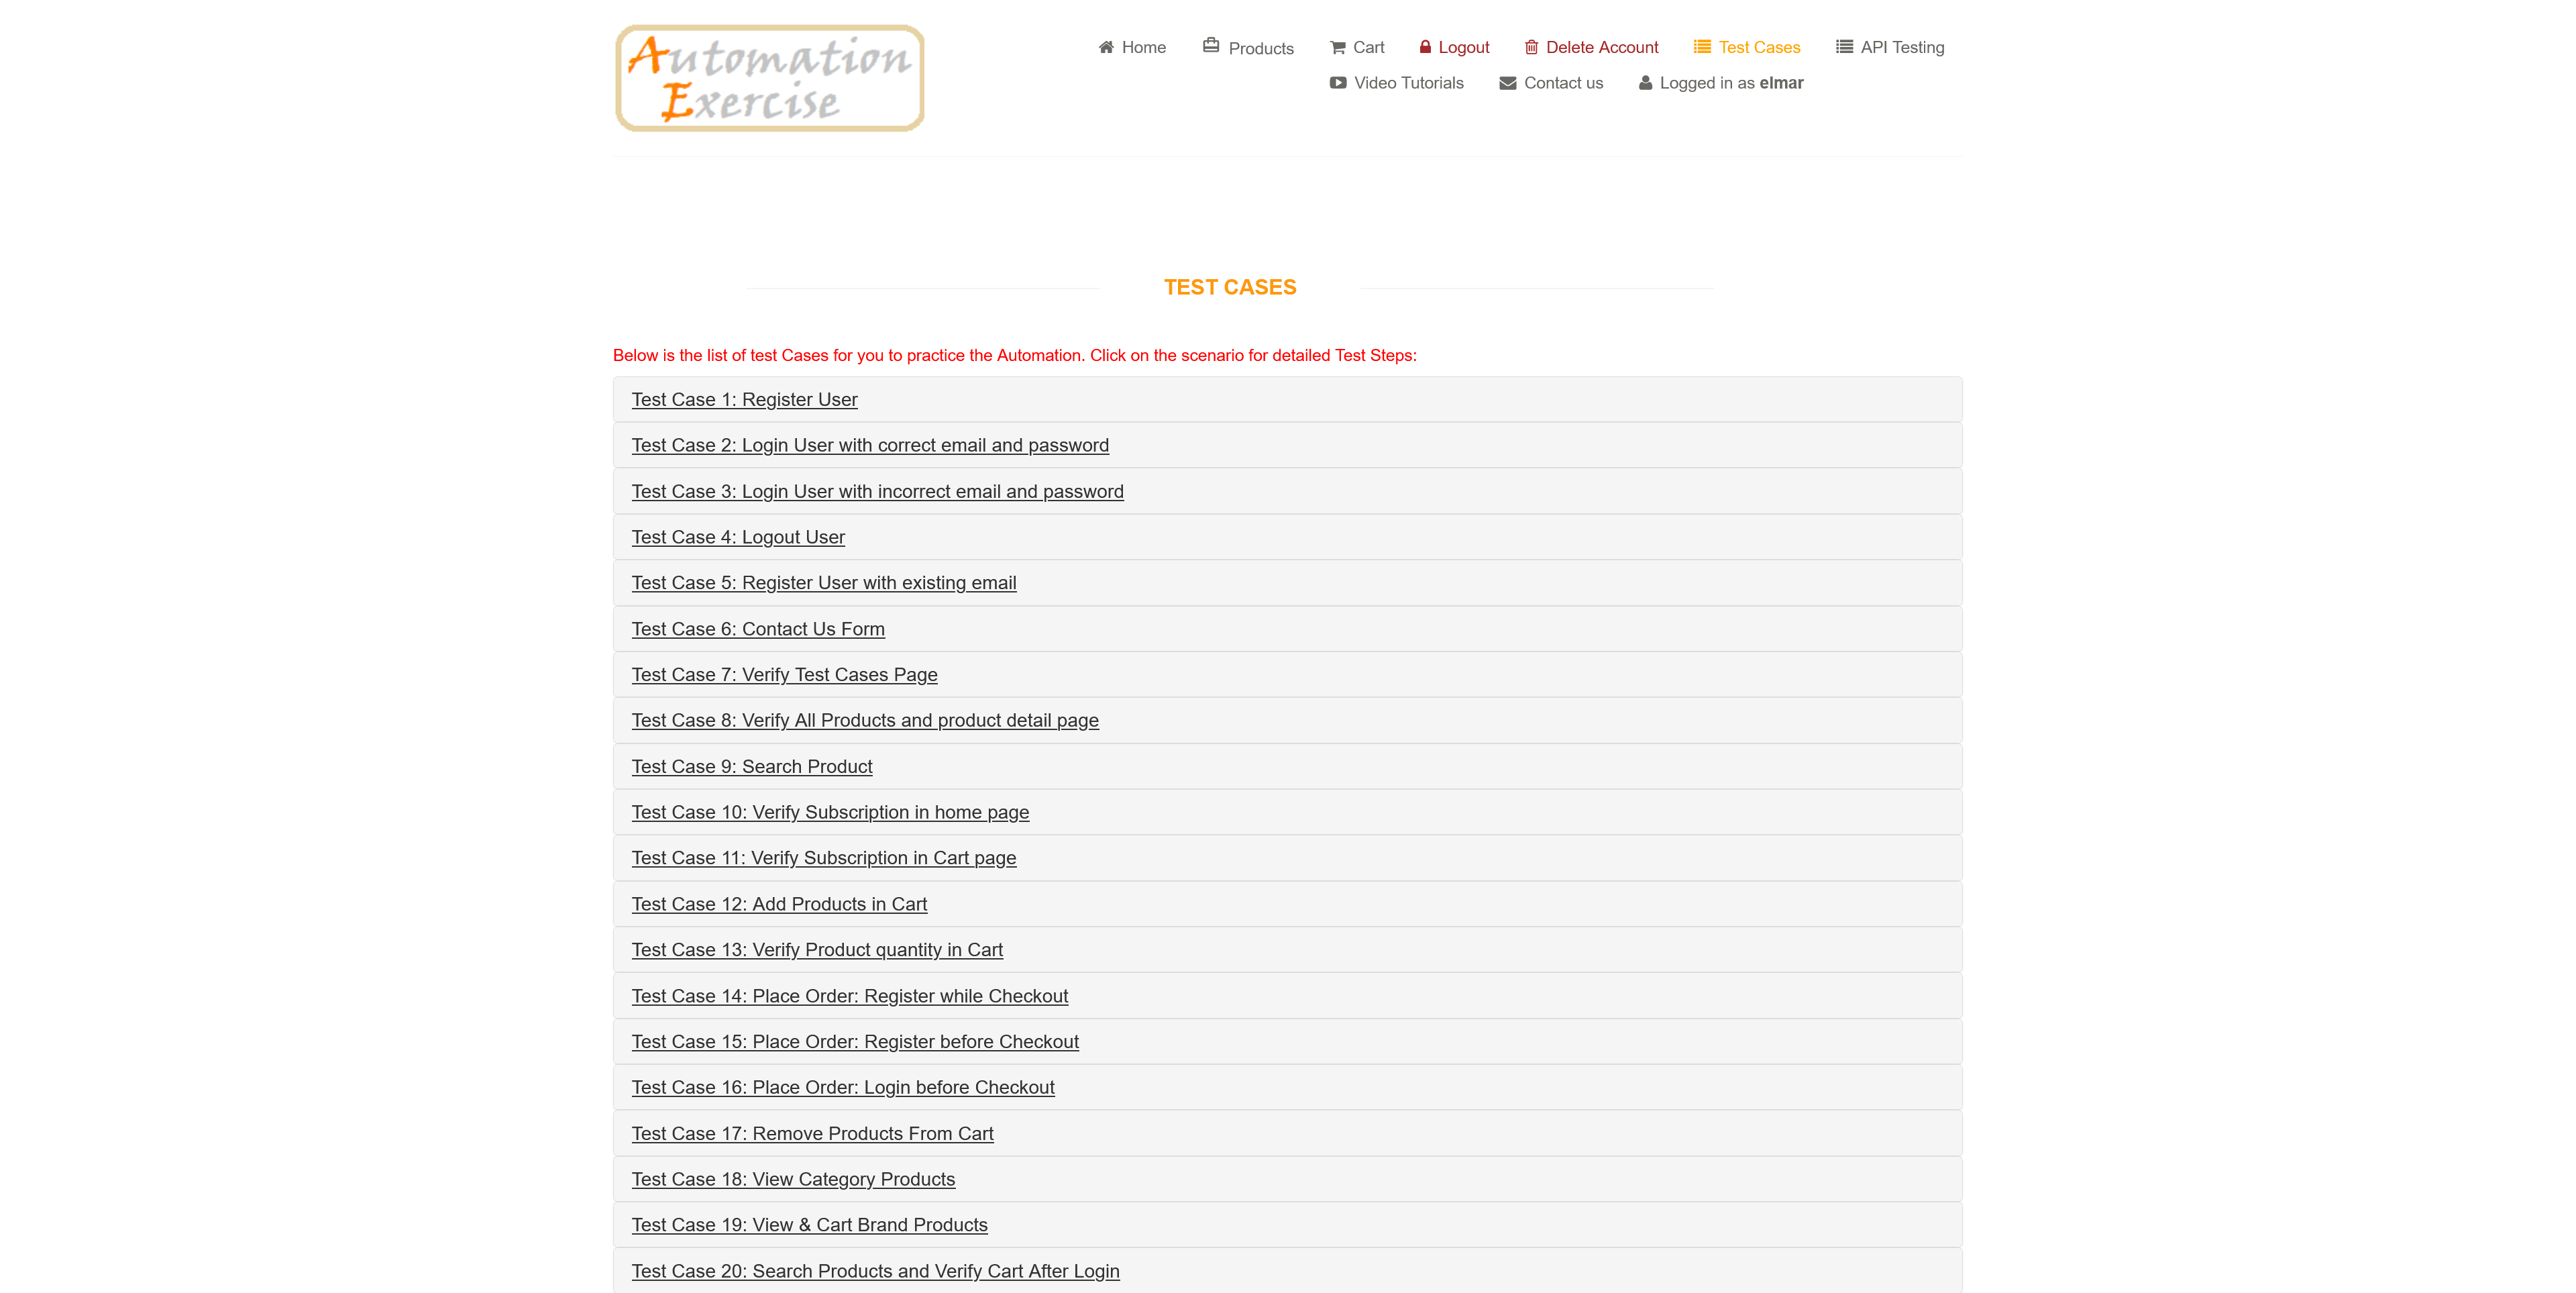 Automation
Exercise
Home Products Cart Logout Delete Account Test Cases API Testing
Video Tutorials Contact us Logged in as elmar
TEST CASES
Below is the list of test Cases for you to practice the Automation. Click on the scenario for detailed Test Steps:
Test Case 1: Register User
Test Case 2: Login User with correct email and password
Test Case 3: Login User with incorrect email and password
Test Case 4: Logout User
Test Case 5: Register User with existing email
Test Case 6: Contact Us Form
Test Case 7: Verify Test Cases Page
Test Case 8: Verify All Products and product detail page
Test Case 9: Search Product
Test Case 10: Verify Subscription in home page
Test Case 11: Verify Subscription in Cart page
Test Case 12: Add Products in Cart
Test Case 13: Verify Product quantity in Cart
Test Case 14: Place Order: Register while Checkout
Test Case 15: Place Order: Register before Checkout
Test Case 16: Place Order: Login before Checkout
Test Case 17: Remove Products From Cart
Test Case 18: View Category Products
Test Case 19: View & Cart Brand Products
Test Case 20: Search Products and Verify Cart After Login